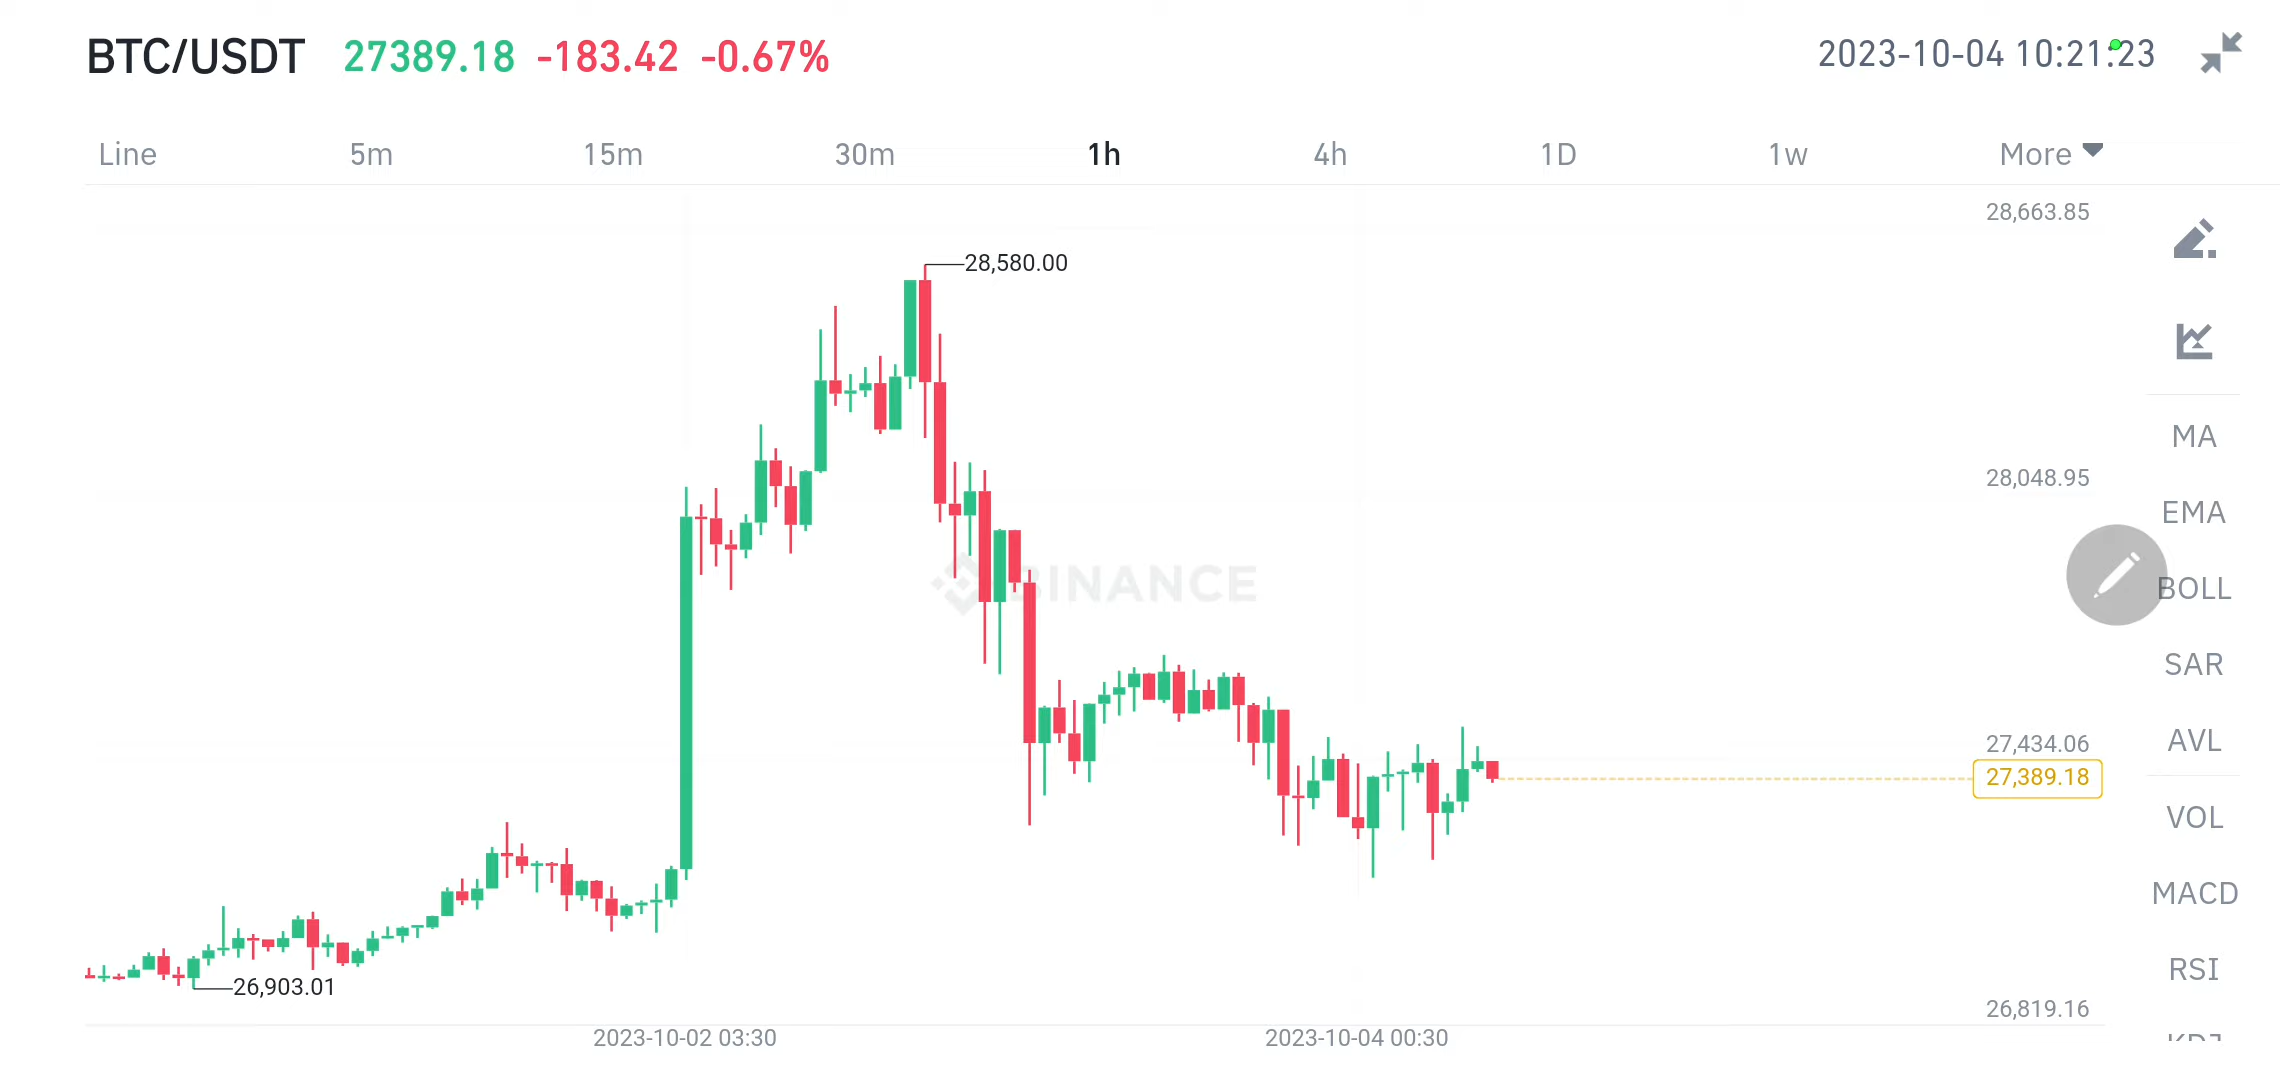 BTC/USDT 27389.18 -183.42 -0.67% 2023-10-04 10:21:23
Line 5m 15m 30m 1h 4h 1D 1w More
28,663.85
28,580.00
28,048.95
BINANCE
27,434.06
27,389.18
26,903.01
26,819.16
2023-10-02 03:30 2023-10-04 00:30
MA
EMA
BOLL
SAR
AVL
VOL
MACD
RSI